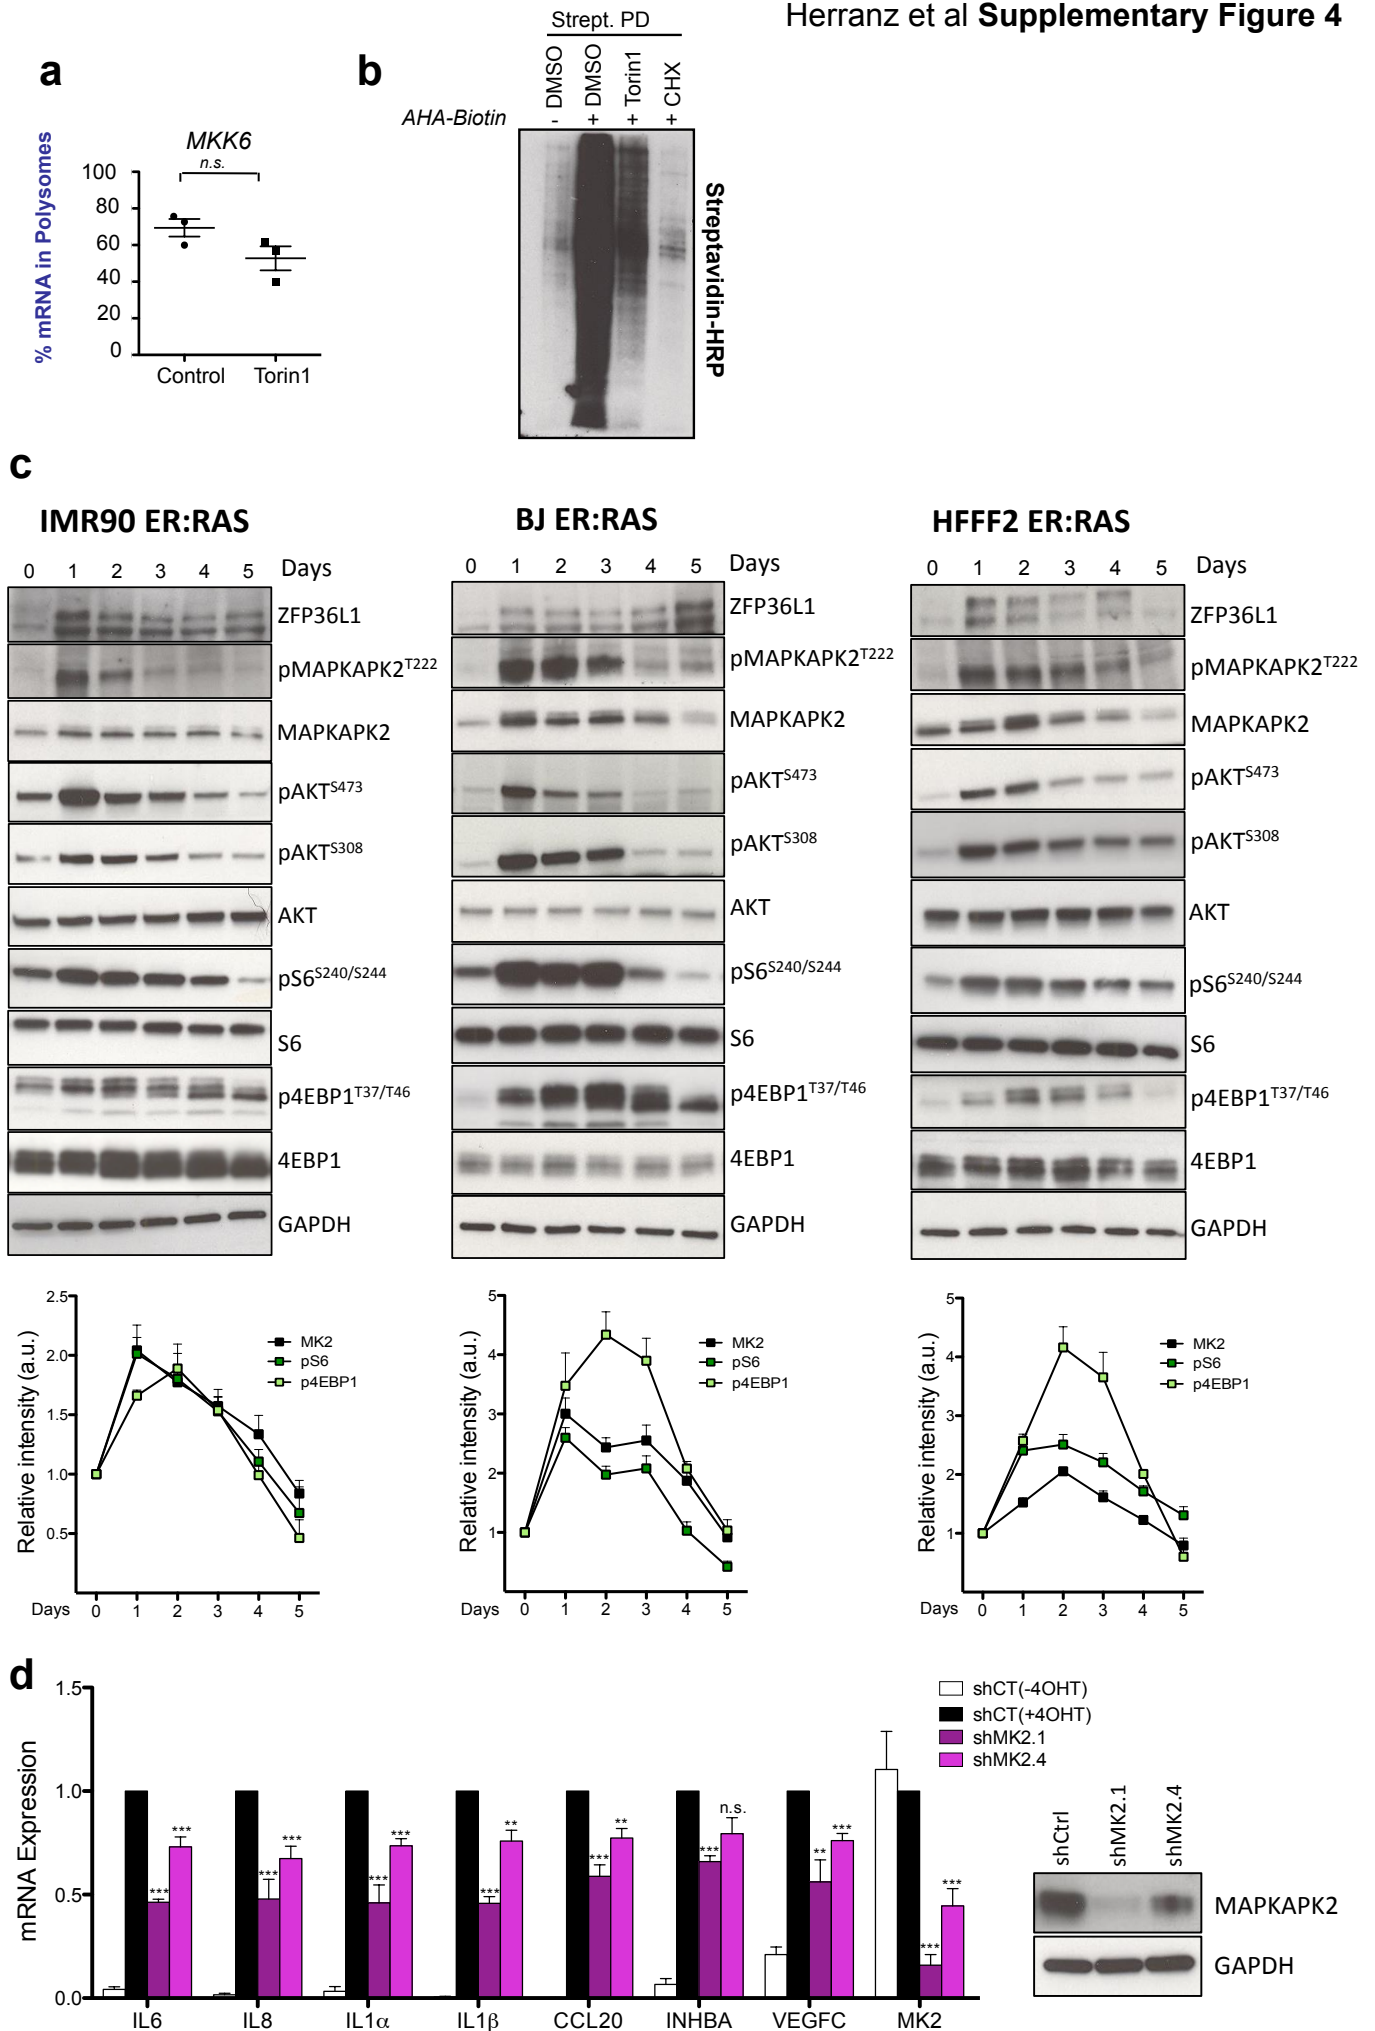 Herranz et al Supplementary Figure 4
a
MKK6
n.s.
% mRNA in Polysomes
100
80
60
40
20
0
Control Torin1
b
Strept. PD
DMSO DMSO Torin1 CHX
AHA-Biotin - + + +
Streptavidin-HRP
c
IMR90 ER:RAS
0 1 2 3 4 5 Days
ZFP36L1
pMAPKAPK2T222
MAPKAPK2
pAKTS473
pAKTS308
AKT
pS6S240/S244
S6
p4EBP1T37/T46
4EBP1
GAPDH
BJ ER:RAS
0 1 2 3 4 5 Days
ZFP36L1
pMAPKAPK2T222
MAPKAPK2
pAKTS473
pAKTS308
AKT
pS6S240/S244
S6
p4EBP1T37/T46
4EBP1
GAPDH
HFFF2 ER:RAS
0 1 2 3 4 5 Days
ZFP36L1
pMAPKAPK2T222
MAPKAPK2
pAKTS473
pAKTS308
AKT
pS6S240/S244
S6
p4EBP1T37/T46
4EBP1
GAPDH
Relative intensity (a.u.)
2.5
2.0
1.5
1.0
0.5
MK2
pS6
p4EBP1
Days 0 1 2 3 4 5
Relative intensity (a.u.)
5
4
3
2
1
MK2
pS6
p4EBP1
Days 0 1 2 3 4 5
Relative intensity (a.u.)
5
4
3
2
1
MK2
pS6
p4EBP1
Days 0 1 2 3 4 5
d
mRNA Expression
1.5
1.0
0.5
0.0
shCT(-4OHT)
shCT(+4OHT)
shMK2.1
shMK2.4
*** *** *** *** *** *** *** ** *** ** *** n.s. ** *** *** ***
IL6 IL8 IL1α IL1β CCL20 INHBA VEGFC MK2
shCtrl shMK2.1 shMK2.4
MAPKAPK2
GAPDH